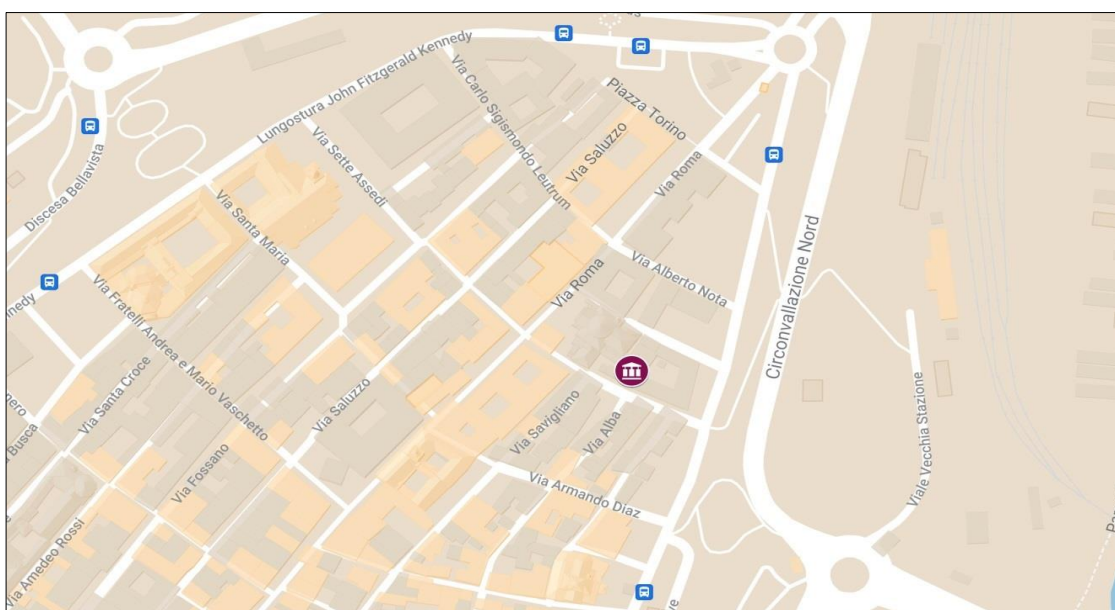 Lungostura John Fitzgerald Kennedy
Via Carlo Sigismondo Leutrum
Piazza Torino
Via Saluzzo
Via Roma
Via Sette Assedi
Discesa Bellavista
Via Santa Maria
Circonvallazione Nord
Via Alberto Nota
Via Roma
Via Fratelli Andrea e Mario Vaschetto
Via Santa Croce
Via Saluzzo
Via Savigliano
Via Alba
Viale Vecchia Stazione
Busca
Via Fossano
Via Armando Diaz
Via Amedeo Rossi